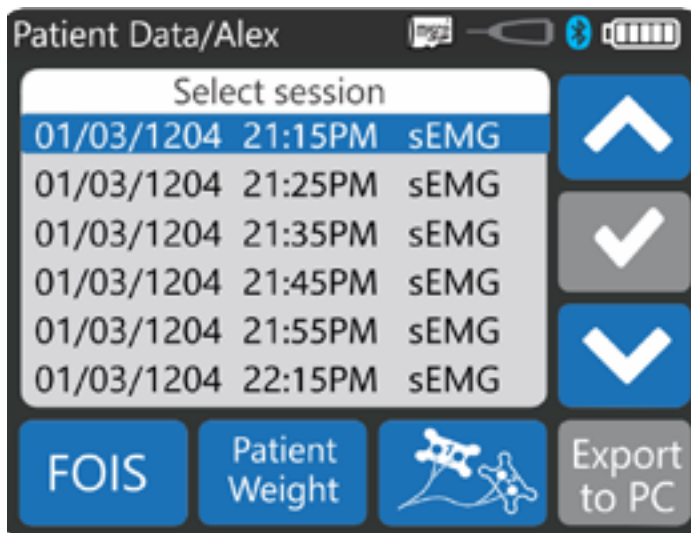 Patient Data/Alex
Select session
01/03/1204 21:15PM sEMG
01/03/1204 21:25PM sEMG
01/03/1204 21:35PM sEMG
01/03/1204 21:45PM sEMG
01/03/1204 21:55PM sEMG
01/03/1204 22:15PM sEMG
FOIS
Patient
Weight
Export
to PC